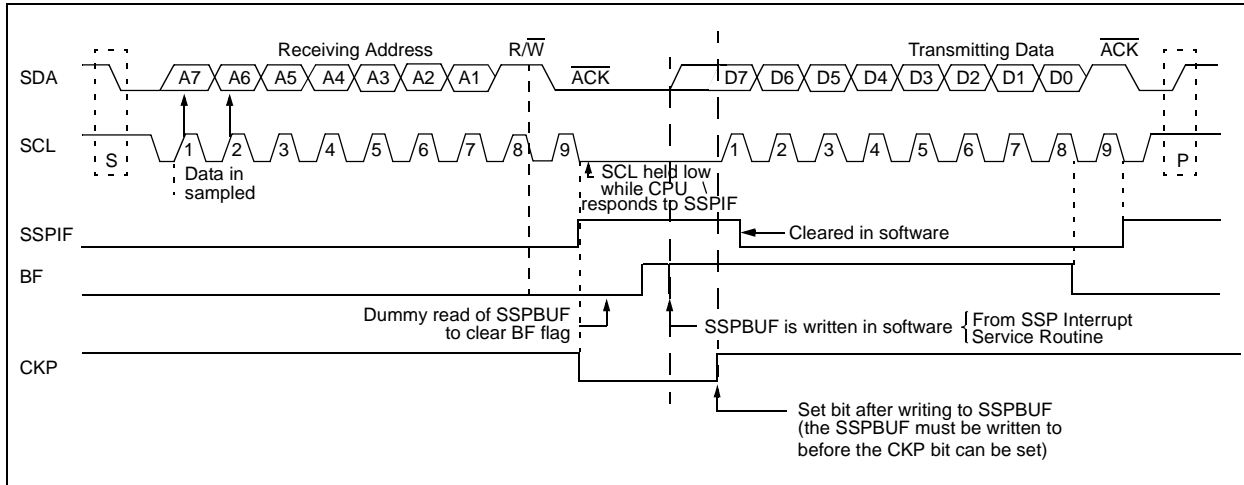 Receiving Address R/W Transmitting Data ACK
SDA A7 A6 A5 A4 A3 A2 A1 ACK D7 D6 D5 D4 D3 D2 D1 D0
SCL S 1 2 3 4 5 6 7 8 9 1 2 3 4 5 6 7 8 9 P
Data in
sampled
SCL held low
while CPU
responds to SSPIF
SSPIF
Cleared in software
BF
Dummy read of SSPBUF
to clear BF flag
SSPBUF is written in software { From SSP Interrupt
Service Routine
CKP
Set bit after writing to SSPBUF
(the SSPBUF must be written to
before the CKP bit can be set)